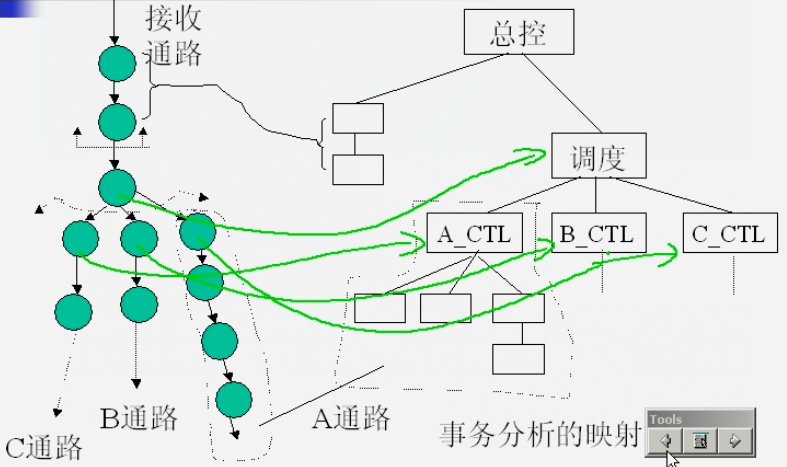 接收
通路
总控
调度
A_CTL
B_CTL
C_CTL
C通路
B通路
A通路
事务分析的映射
Tools